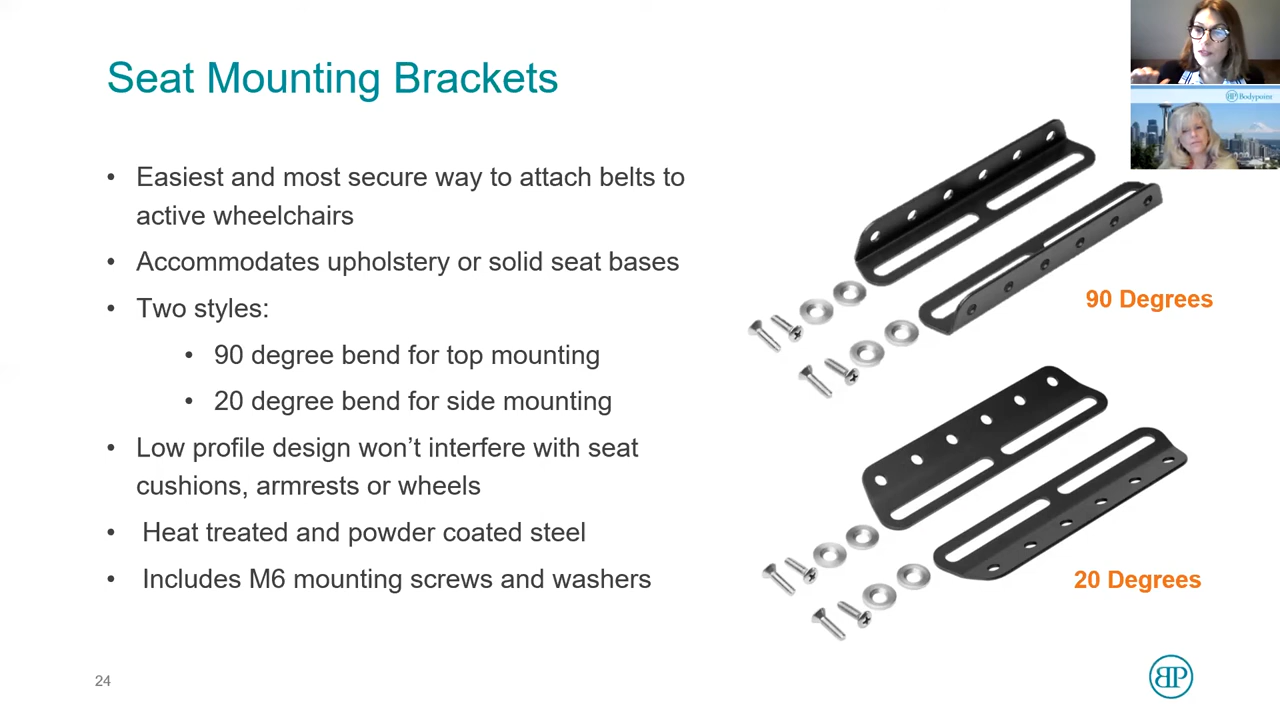 Seat Mounting Brackets
• Easiest and most secure way to attach belts to
active wheelchairs
• Accommodates upholstery or solid seat bases
• Two styles:
• 90 degree bend for top mounting
• 20 degree bend for side mounting
• Low profile design won’t interfere with seat
cushions, armrests or wheels
• Heat treated and powder coated steel
• Includes M6 mounting screws and washers
Bodypoint
90 Degrees
20 Degrees
24
BP